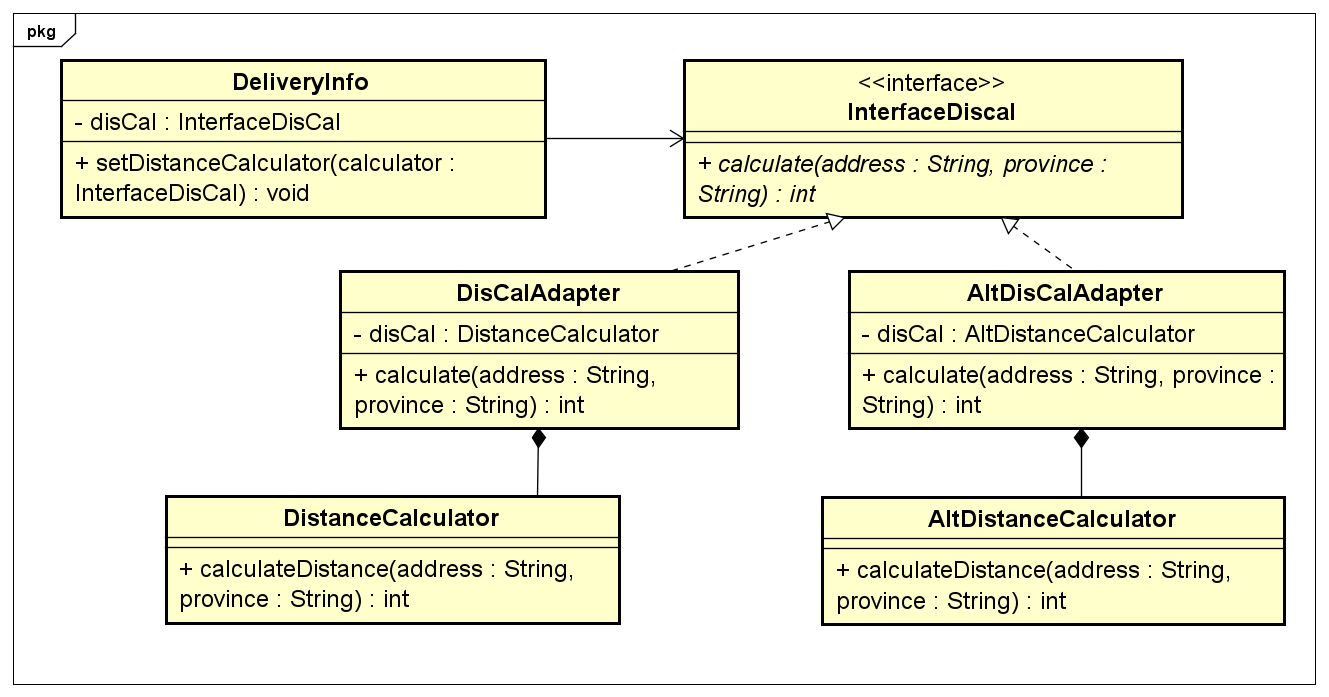 pkg
DeliveryInfo
- disCal : InterfaceDisCal
+ setDistanceCalculator(calculator :
InterfaceDisCal) : void
<<interface>>
InterfaceDiscal
+ calculate(address : String, province :
String) : int
DisCalAdapter
- disCal : DistanceCalculator
+ calculate(address : String,
province : String) : int
AltDisCalAdapter
- disCal : AltDistanceCalculator
+ calculate(address : String, province :
String) : int
DistanceCalculator
+ calculateDistance(address : String,
province : String) : int
AltDistanceCalculator
+ calculateDistance(address : String,
province : String) : int